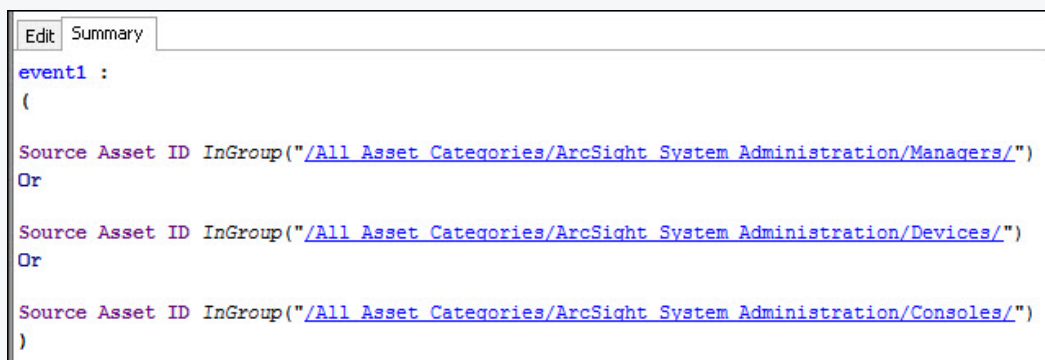 Edit Summary
event1 :
(
Source Asset ID InGroup("/All Asset Categories/ArcSight System Administration/Managers/")
Or
Source Asset ID InGroup("/All Asset Categories/ArcSight System Administration/Devices/")
Or
Source Asset ID InGroup("/All Asset Categories/ArcSight System Administration/Consoles/")
)